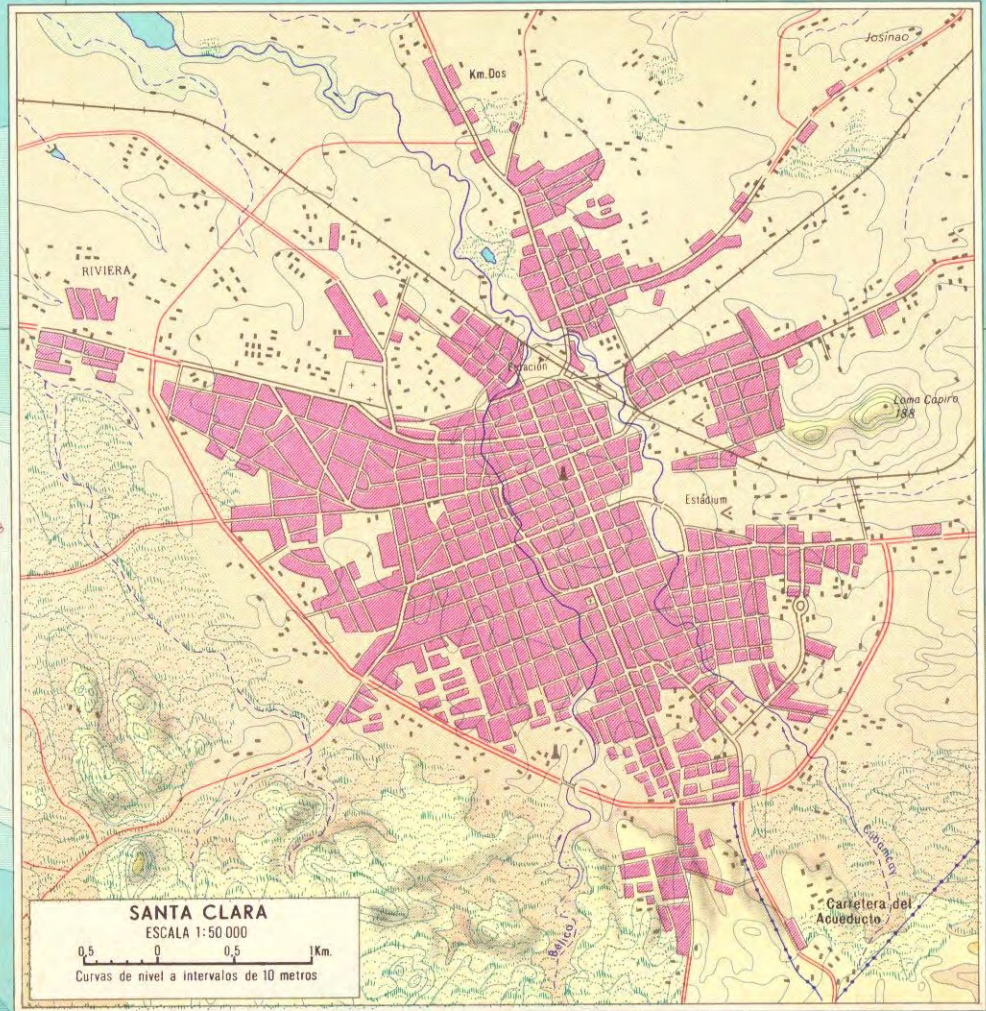 Josinao
Km. Dos
RIVIERA
Estación
Loma Capiro
188
Estádium
Cubanicay
Carretera del
Acueducto
Bélico
SANTA CLARA
ESCALA 1:50 000
0,5 0 0,5 1Km.
Curvas de nivel a intervalos de 10 metros